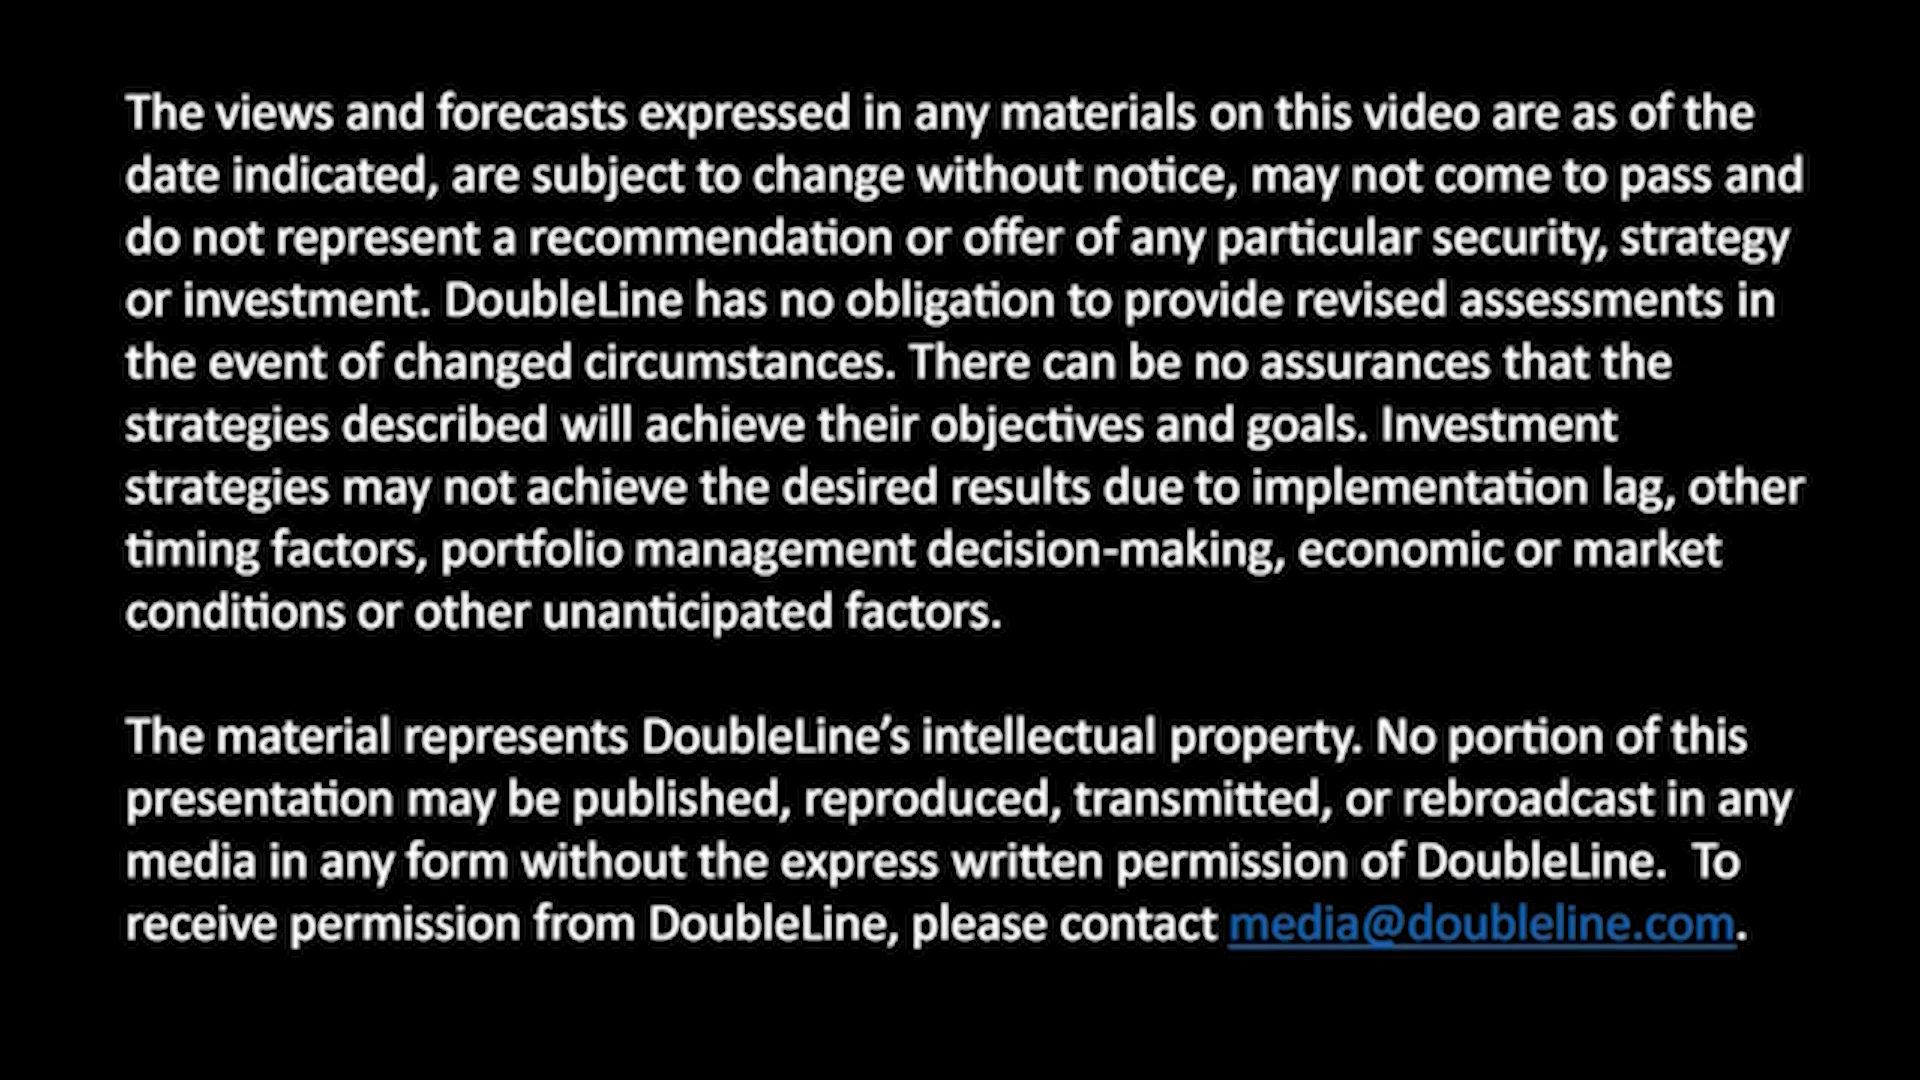 The views and forecasts expressed in any materials on this video are as of the
date indicated, are subject to change without notice, may not come to pass and
do not represent a recommendation or offer of any particular security, strategy
or investment. DoubleLine has no obligation to provide revised assessments in
the event of changed circumstances. There can be no assurances that the
strategies described will achieve their objectives and goals. Investment
strategies may not achieve the desired results due to implementation lag, other
timing factors, portfolio management decision-making, economic or market
conditions or other unanticipated factors.
The material represents DoubleLine’s intellectual property. No portion of this
presentation may be published, reproduced, transmitted, or rebroadcast in any
media in any form without the express written permission of DoubleLine.  To
receive permission from DoubleLine, please contact media@doubleline.com.